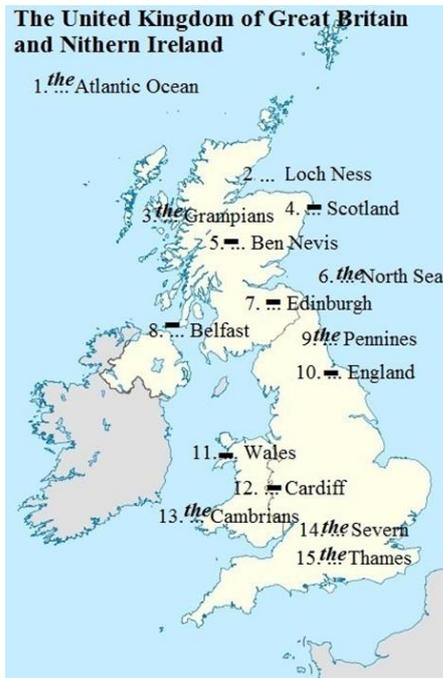 The United Kingdom of Great Britain
and Nithern Ireland
1. the ... Atlantic Ocean
2 ... Loch Ness
3. the ... Grampians
4. – ... Scotland
5. – ... Ben Nevis
6. the ... North Sea
7. – ... Edinburgh
8. – ... Belfast
9 the ... Pennines
10. – ... England
11. – ... Wales
12. – ... Cardiff
13. the ... Cambrians
14 the ... Severn
15. the ... Thames